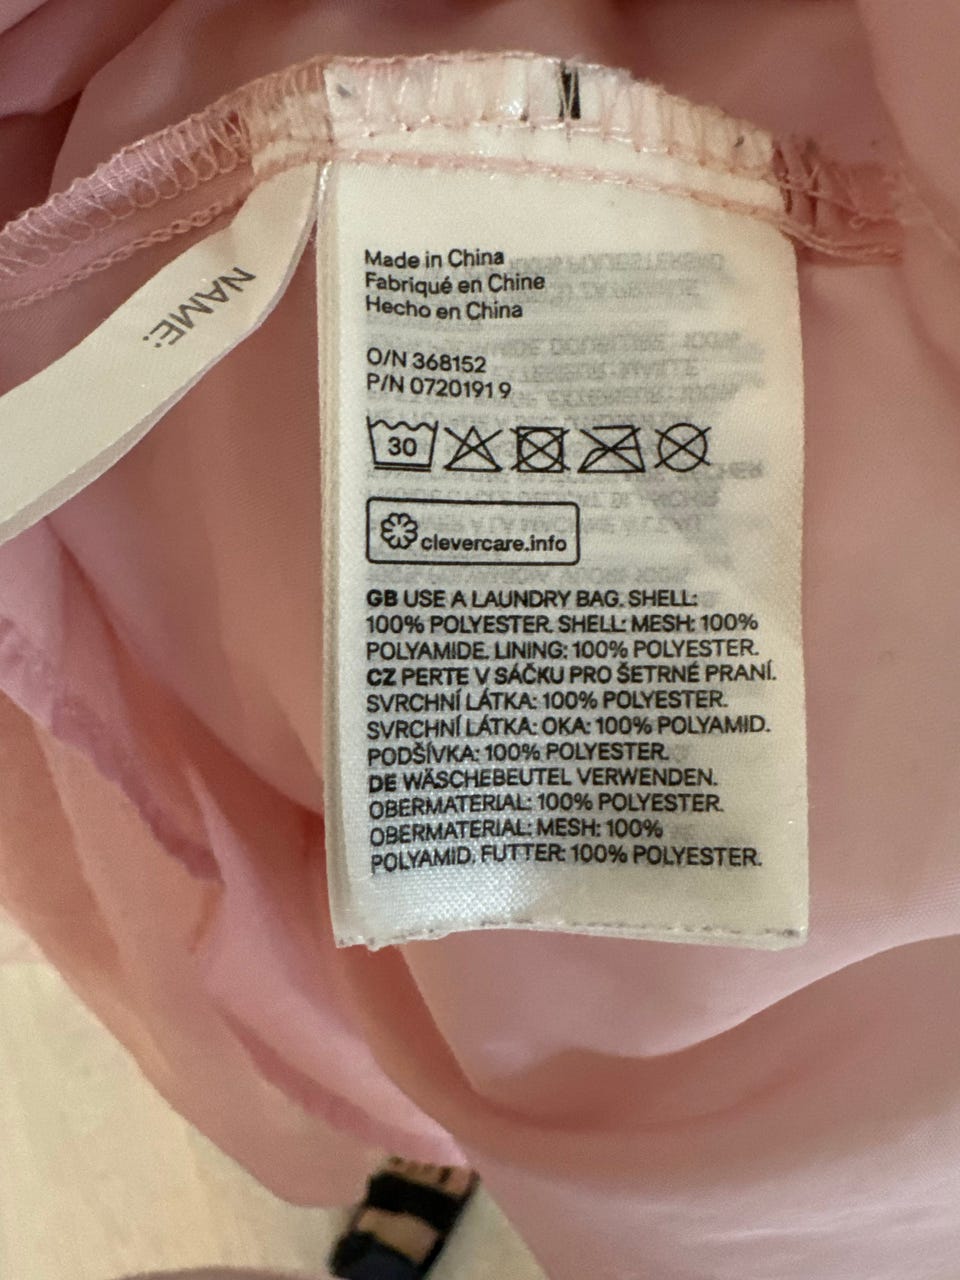 NAME:
Made in China
Fabriqué en Chine
Hecho en China
O/N 368152
P/N 0720191 9
30
clevercare.info
GB USE A LAUNDRY BAG. SHELL:
100% POLYESTER. SHELL: MESH: 100%
POLYAMIDE. LINING: 100% POLYESTER.
CZ PERTE V SÁČKU PRO ŠETRNÉ PRANÍ.
SVRCHNÍ LÁTKA: 100% POLYESTER.
SVRCHNÍ LÁTKA: OKA: 100% POLYAMID.
PODŠÍVKA: 100% POLYESTER.
DE WÄSCHEBEUTEL VERWENDEN.
OBERMATERIAL: 100% POLYESTER.
OBERMATERIAL: MESH: 100%
POLYAMID. FUTTER: 100% POLYESTER.